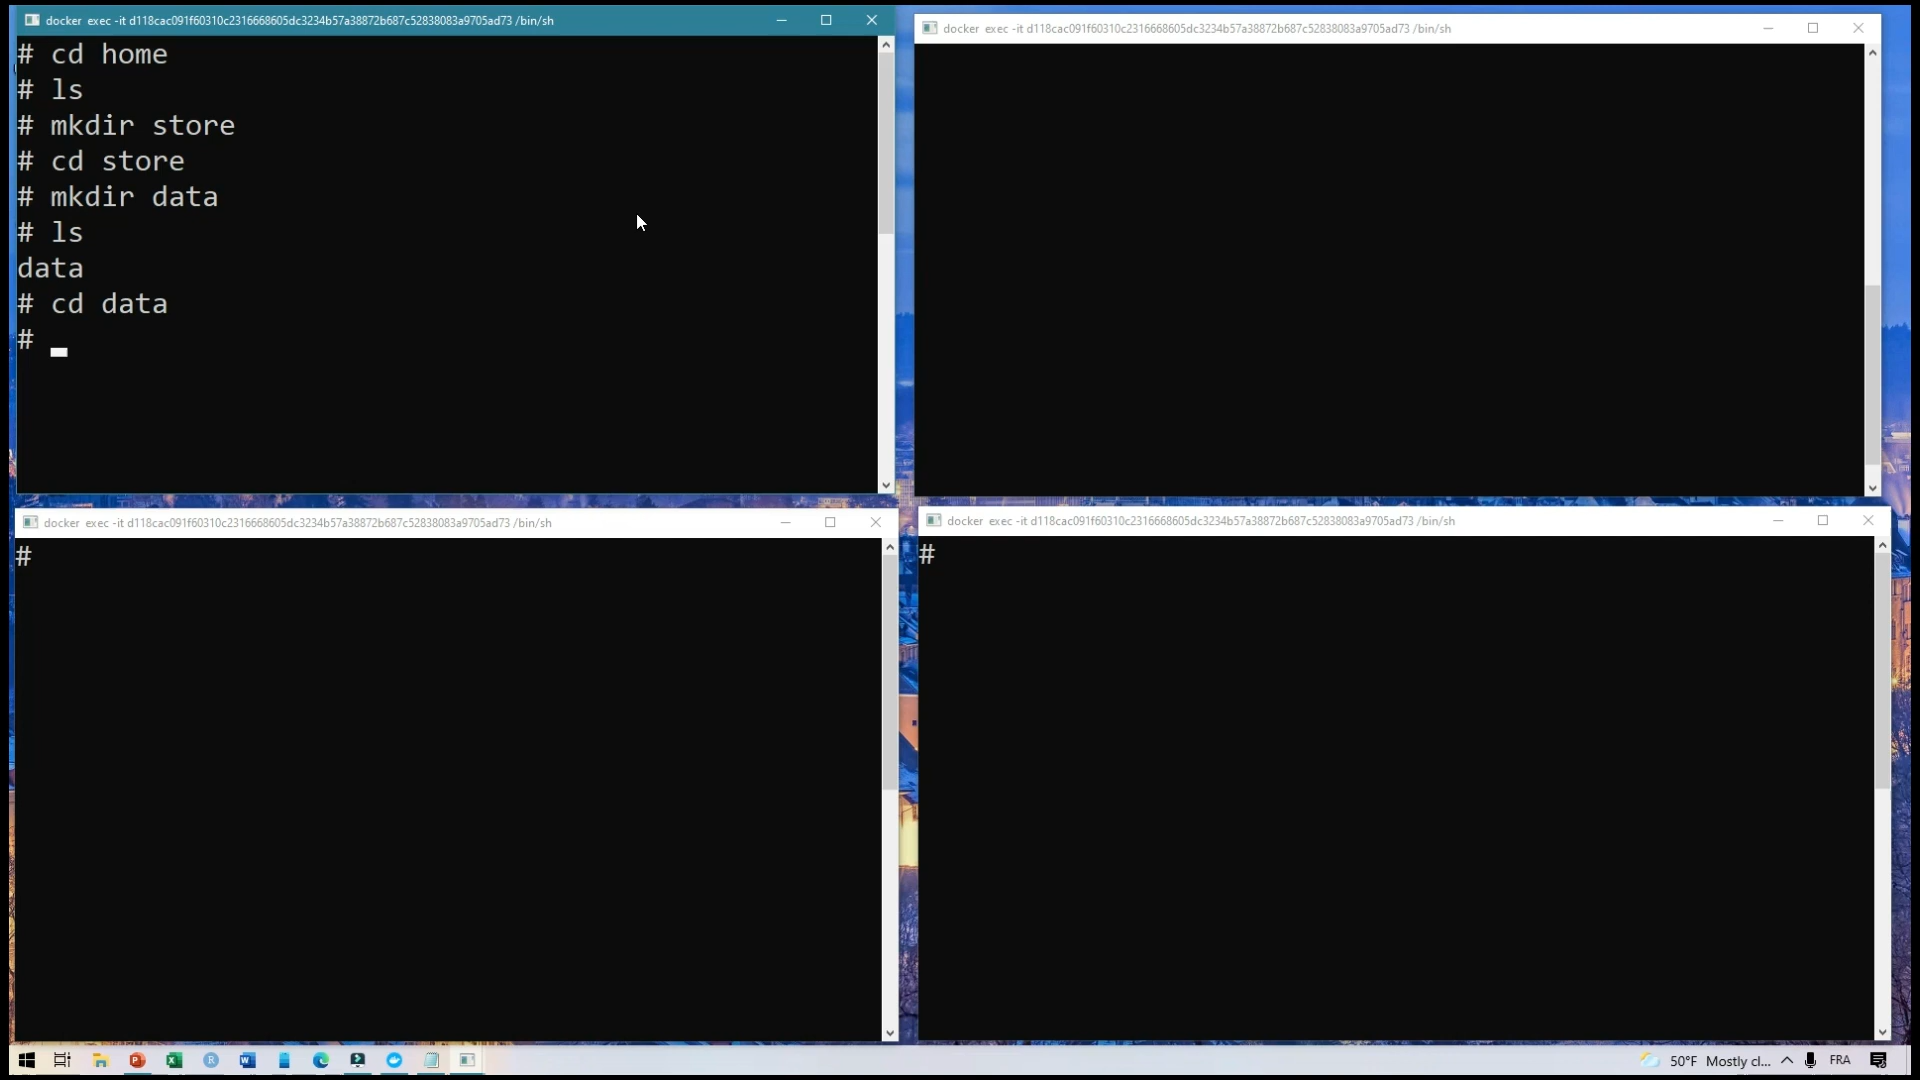 docker exec -it d118cac091f60310c2316668605dc3234b57a38872b687c52838083a9705ad73 /bin/sh
# cd home
# ls
# mkdir store
# cd store
# mkdir data
# ls
data
# cd data
#
docker exec -it d118cac091f60310c2316668605dc3234b57a38872b687c52838083a9705ad73 /bin/sh
docker exec -it d118cac091f60310c2316668605dc3234b57a38872b687c52838083a9705ad73 /bin/sh
#
docker exec -it d118cac091f60310c2316668605dc3234b57a38872b687c52838083a9705ad73 /bin/sh
#
50°F Mostly cl... FRA